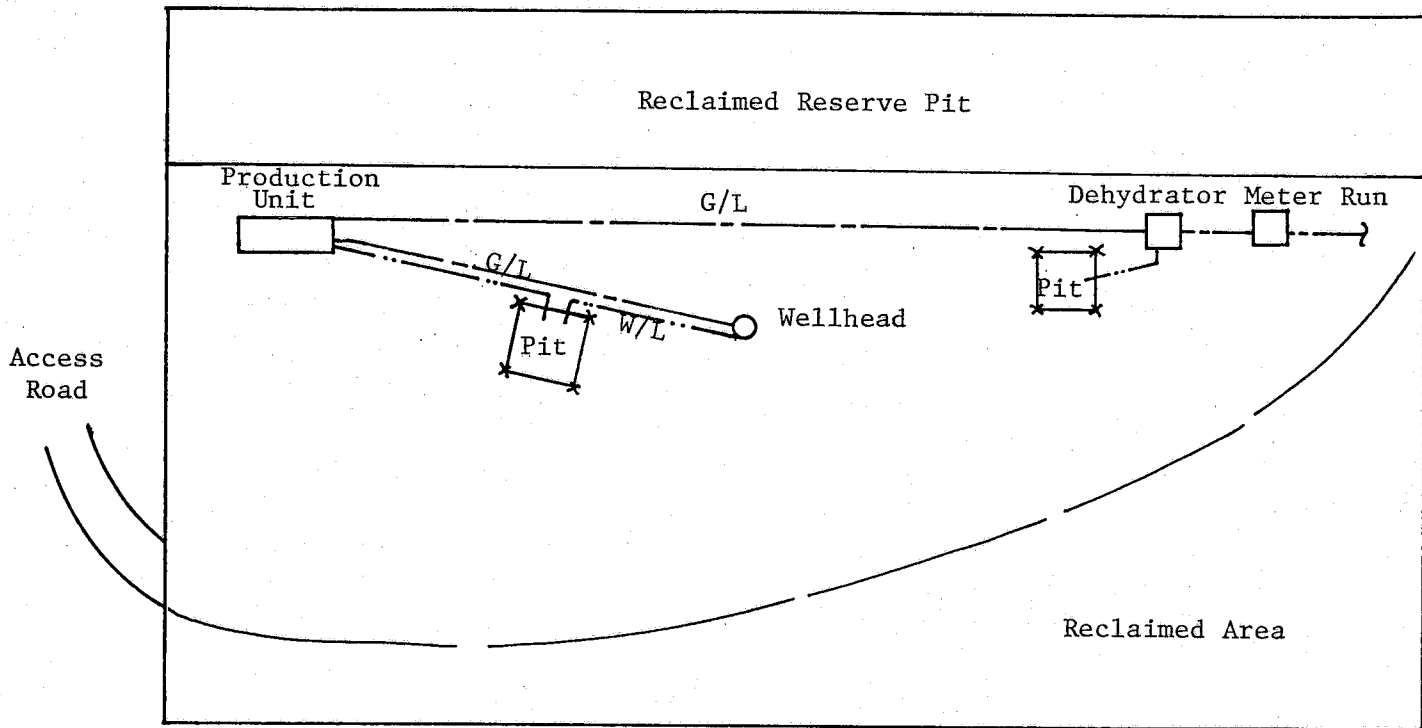 Reclaimed Reserve Pit
Production
Unit
G/L
Dehydrator Meter Run
G/L
Pit
W/L
Wellhead
Pit
Access
Road
Reclaimed Area